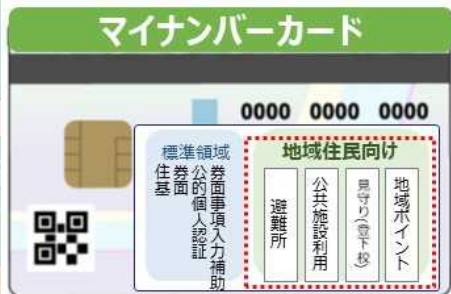 マイナンバーカード
0000 0000 0000
標準領域
券面事項入力補助
公的個人認証
券面
住基
地域住民向け
避難所
公共施設利用
見守り(登下校)
地域ポイント